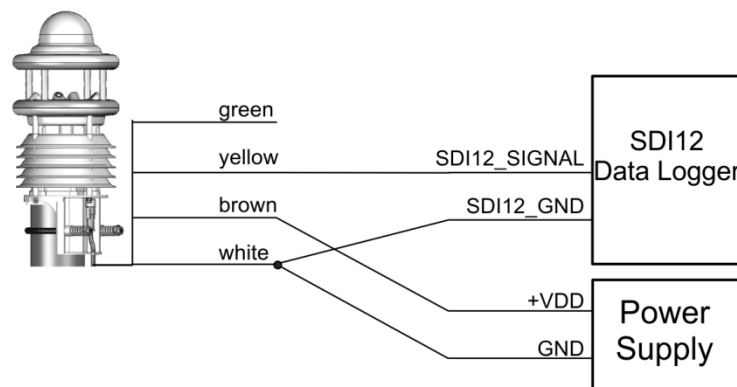 green
yellow
brown
white
SDI12_SIGNAL
SDI12_GND
+VDD
GND
SDI12
Data Logger
Power
Supply